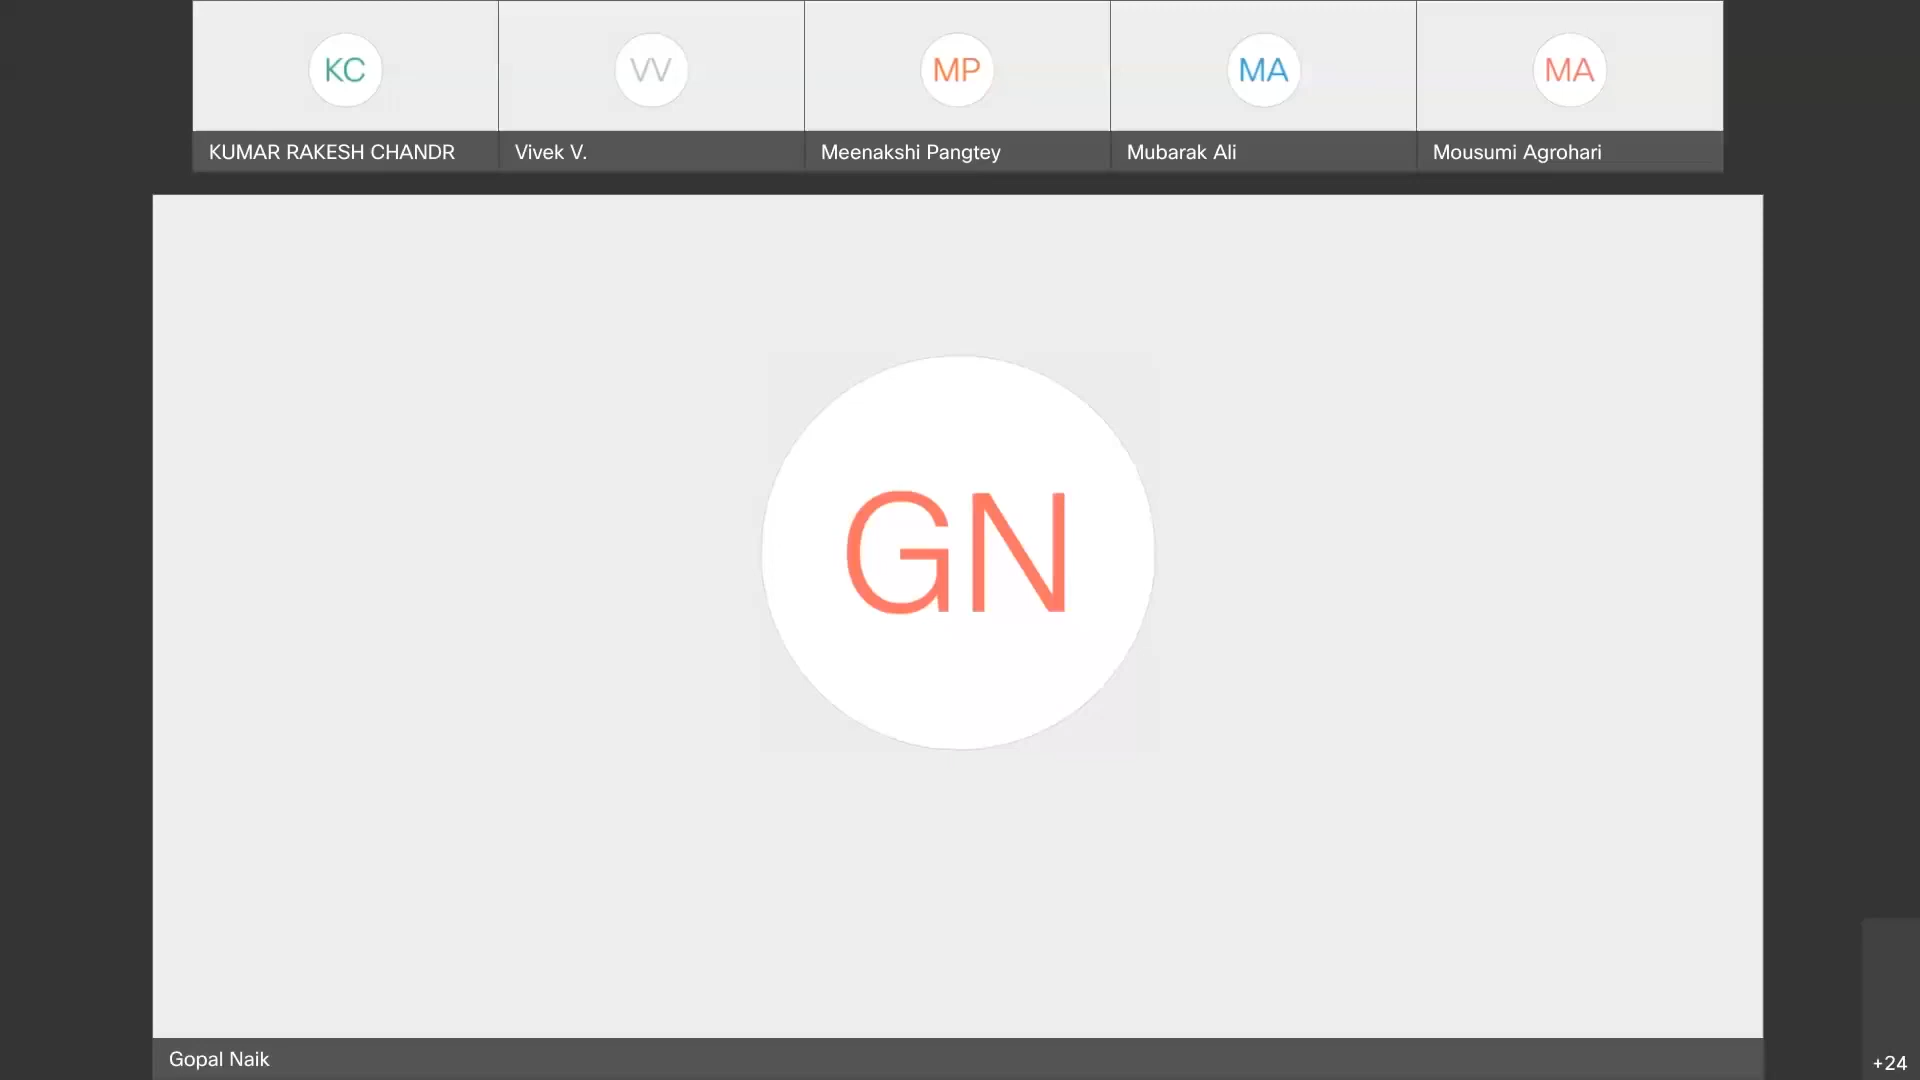 KC
VV
MP
MA
MA
KUMAR RAKESH CHANDR
Vivek V.
Meenakshi Pangtey
Mubarak Ali
Mousumi Agrohari
GN
Gopal Naik
+24